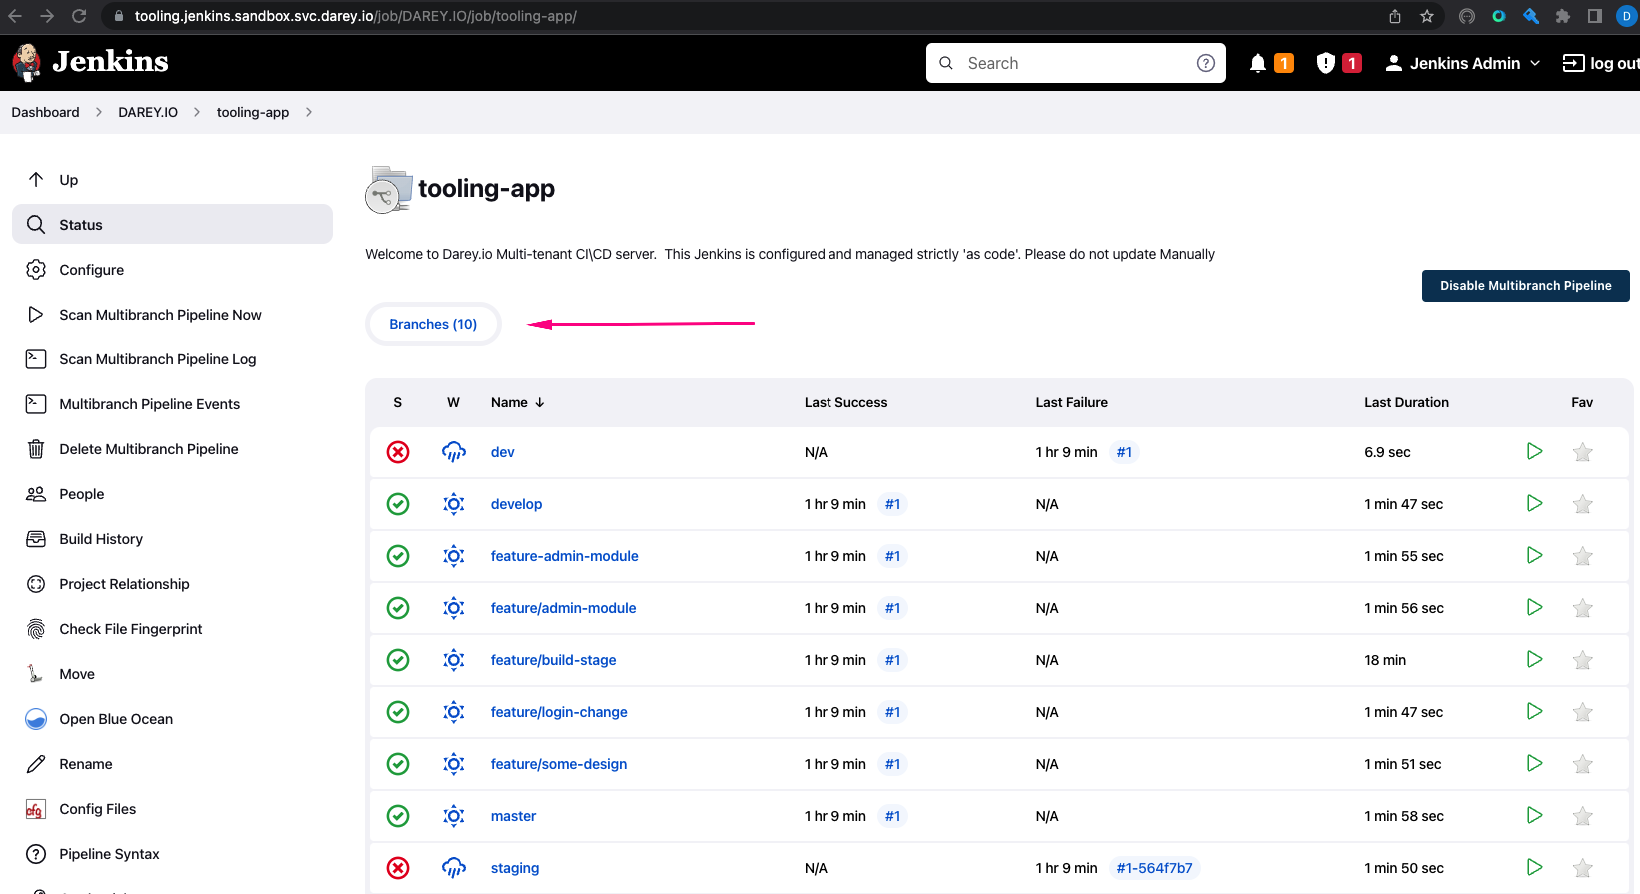 tooling.jenkins.sandbox.svc.darey.io/job/DAREY.IO/job/tooling-app/
D
Jenkins
Search
1
1
Jenkins Admin
log out
Dashboard
DAREY.IO
tooling-app
Up
Status
Configure
Scan Multibranch Pipeline Now
Scan Multibranch Pipeline Log
Multibranch Pipeline Events
Delete Multibranch Pipeline
People
Build History
Project Relationship
Check File Fingerprint
Move
Open Blue Ocean
Rename
cfg
Config Files
Pipeline Syntax
tooling-app
Welcome to Darey.io Multi-tenant CI\CD server. This Jenkins is configured and managed strictly 'as code'. Please do not update Manually
Disable Multibranch Pipeline
Branches (10)
S W Name ↓ Last Success Last Failure Last Duration Fav
dev N/A 1 hr 9 min #1 6.9 sec
develop 1 hr 9 min #1 N/A 1 min 47 sec
feature-admin-module 1 hr 9 min #1 N/A 1 min 55 sec
feature/admin-module 1 hr 9 min #1 N/A 1 min 56 sec
feature/build-stage 1 hr 9 min #1 N/A 18 min
feature/login-change 1 hr 9 min #1 N/A 1 min 47 sec
feature/some-design 1 hr 9 min #1 N/A 1 min 51 sec
master 1 hr 9 min #1 N/A 1 min 58 sec
staging N/A 1 hr 9 min #1-564f7b7 1 min 50 sec